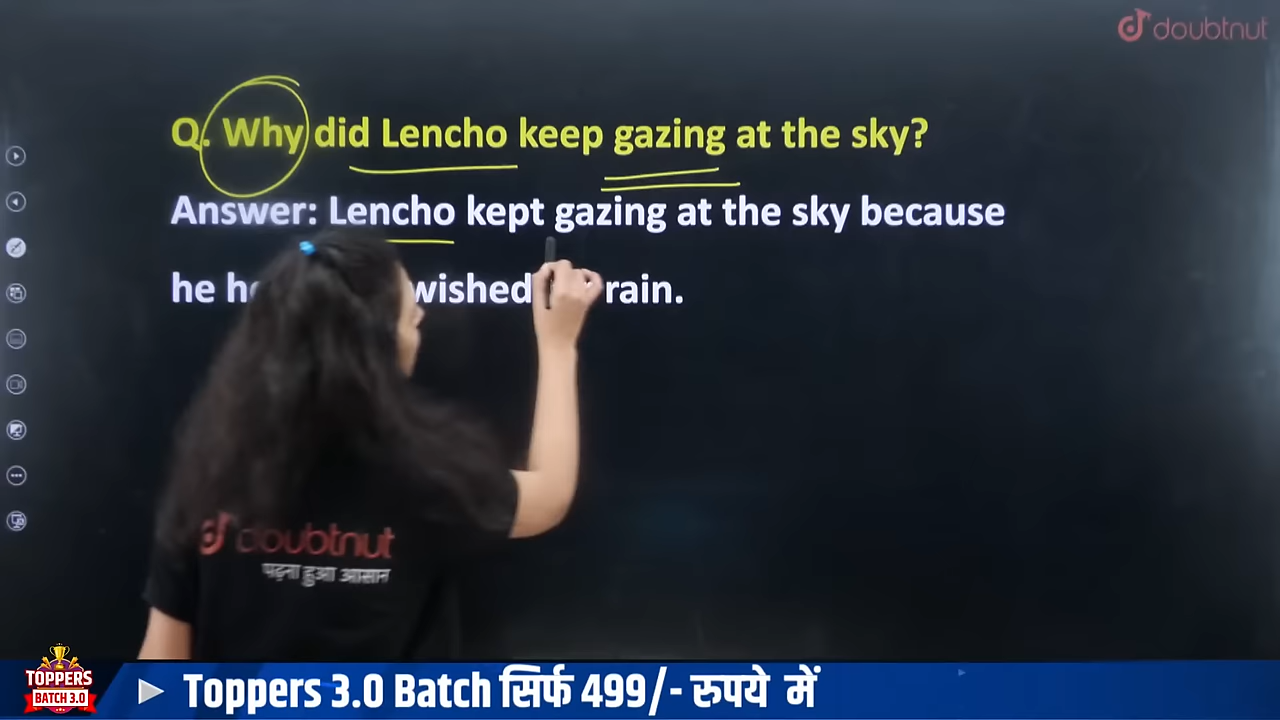 doubtnut
Q. Why did Lencho keep gazing at the sky?
Answer: Lencho kept gazing at the sky because
he wished rain.
doubtnut
पढ़ना हुआ आसान
TOPPERS
BATCH 3.0
Toppers 3.0 Batch सिर्फ 499/- रुपये में